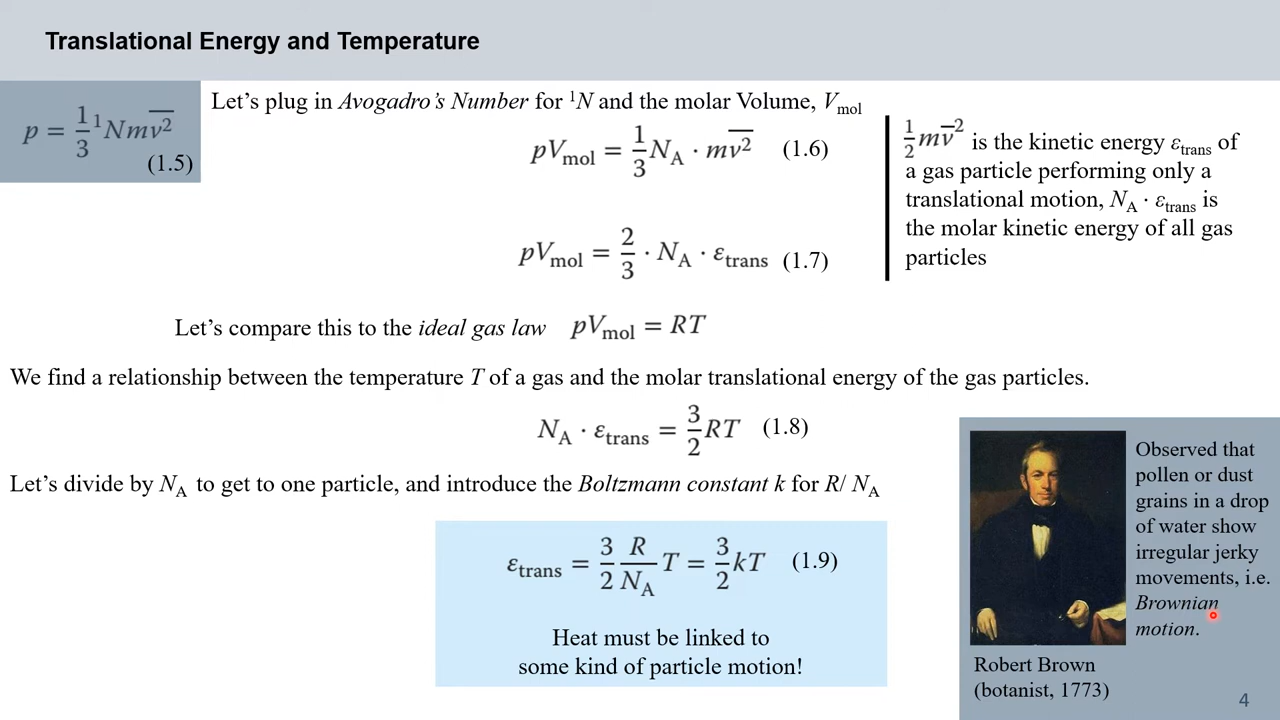 Translational Energy and Temperature
p = 1/3 ¹Nm\overline{v²}
(1.5)
Let's plug in Avogadro's Number for ¹N and the molar Volume, V_mol
pV_mol = 1/3 N_A · m\overline{v²} (1.6)
pV_mol = 2/3 · N_A · ε_trans (1.7)
½m\overline{v}² is the kinetic energy ε_trans of
a gas particle performing only a
translational motion, N_A · ε_trans is
the molar kinetic energy of all gas
particles
Let's compare this to the ideal gas law pV_mol = RT
We find a relationship between the temperature T of a gas and the molar translational energy of the gas particles.
N_A · ε_trans = 3/2 RT (1.8)
Let's divide by N_A to get to one particle, and introduce the Boltzmann constant k for R/ N_A
ε_trans = 3/2 R/N_A T = 3/2 kT (1.9)
Heat must be linked to
some kind of particle motion!
Observed that
pollen or dust
grains in a drop
of water show
irregular jerky
movements, i.e.
Brownian
motion.
Robert Brown
(botanist, 1773)
4